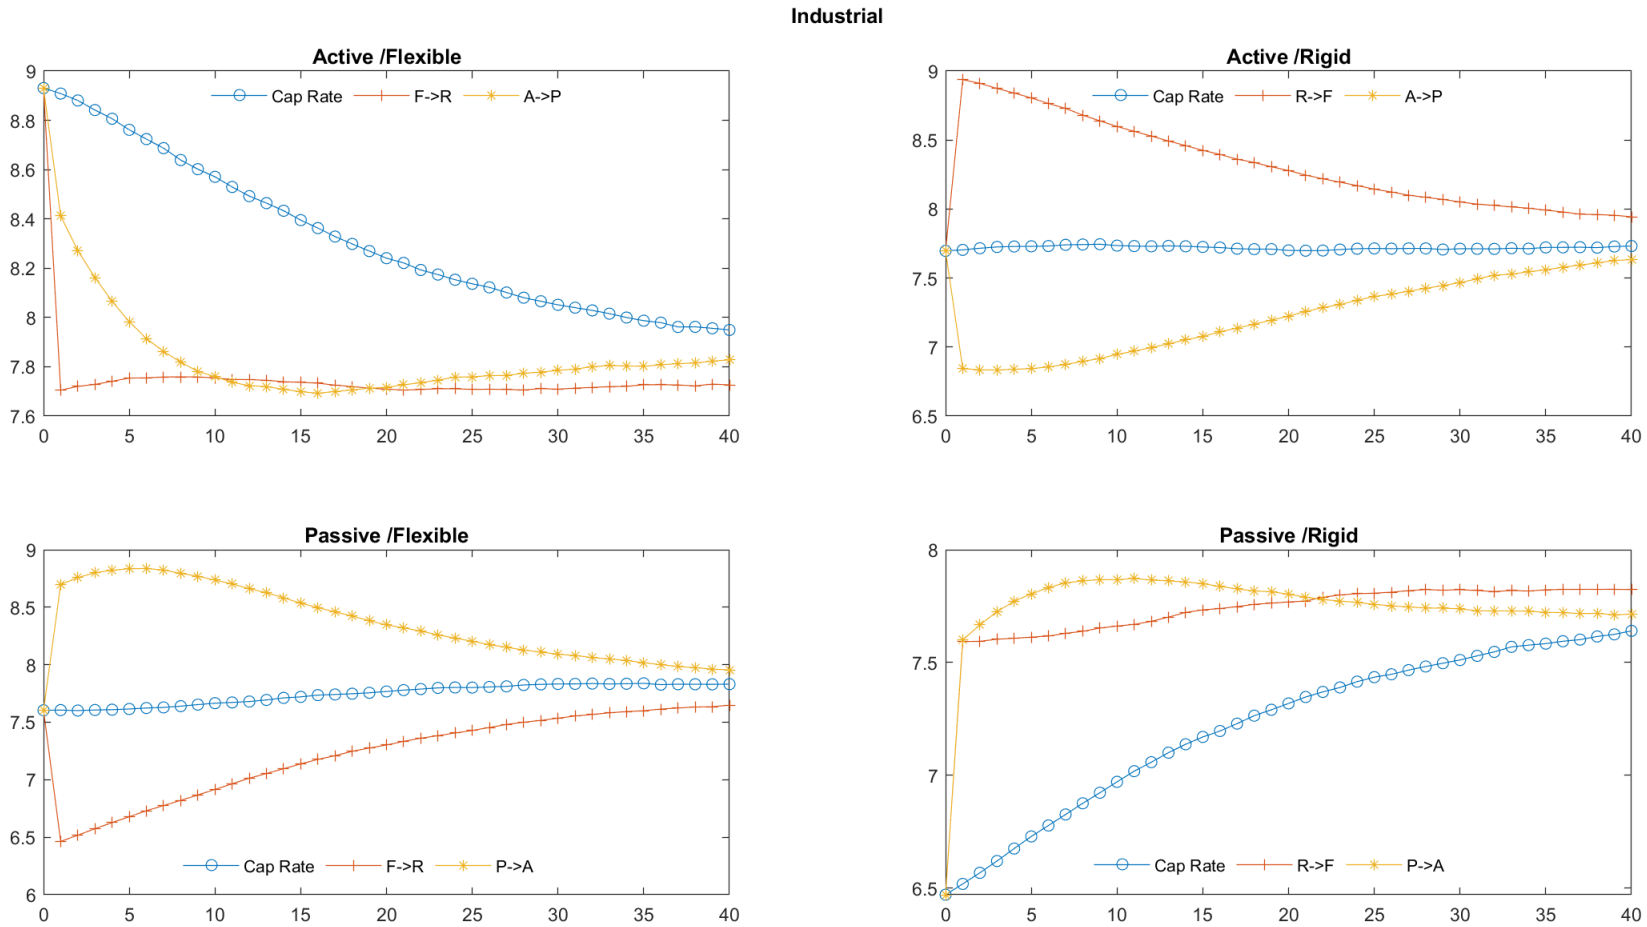 Industrial
Active /Flexible
9
8.8
8.6
8.4
8.2
8
7.8
7.6
Cap Rate F->R A->P
0 5 10 15 20 25 30 35 40
Active /Rigid
9
8.5
8
7.5
7
6.5
Cap Rate R->F A->P
0 5 10 15 20 25 30 35 40
Passive /Flexible
9
8.5
8
7.5
7
6.5
6
Cap Rate F->R P->A
0 5 10 15 20 25 30 35 40
Passive /Rigid
8
7.5
7
6.5
Cap Rate R->F P->A
0 5 10 15 20 25 30 35 40